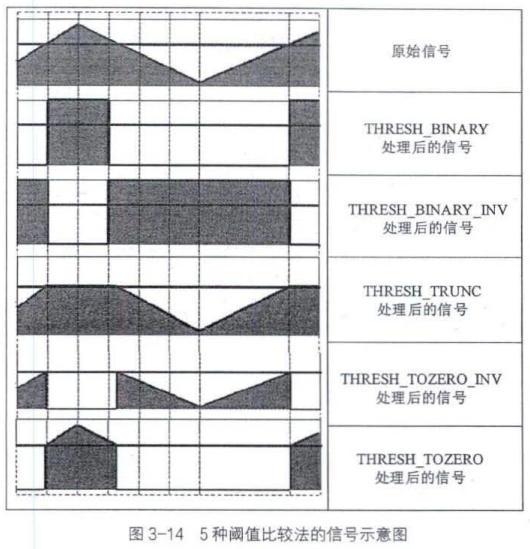 原始信号
THRESH_BINARY
处理后的信号
THRESH_BINARY_INV
处理后的信号
THRESH_TRUNC
处理后的信号
THRESH_TOZERO_INV
处理后的信号
THRESH_TOZERO
处理后的信号
图 3-14 5 种阈值比较法的信号示意图